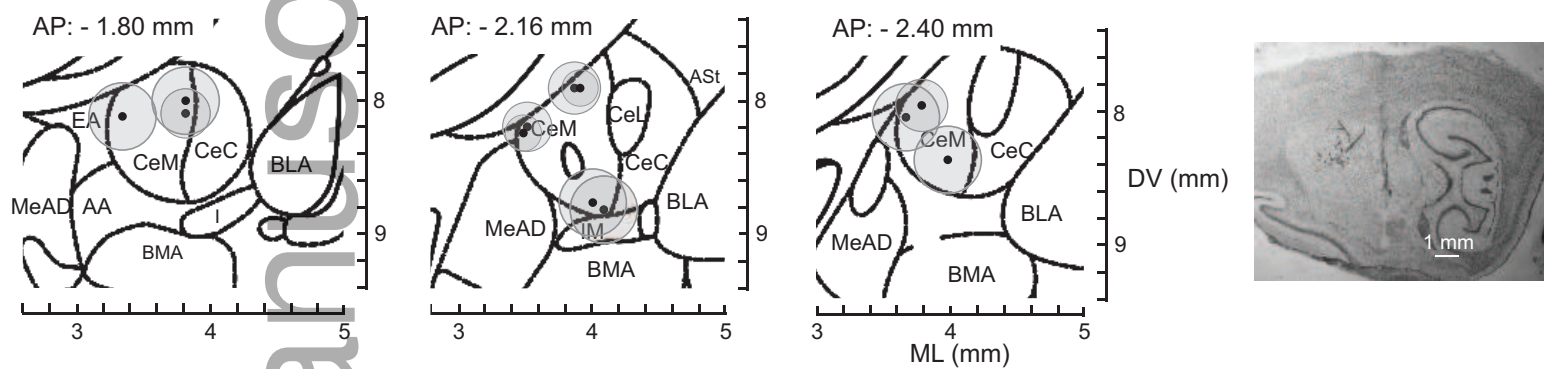 AP: - 1.80 mm
EA
CeM
CeC
BLA
MeAD
AA
I
BMA
8
9
3 4 5
AP: - 2.16 mm
ASt
CeL
CeM
CeC
BLA
MeAD
IM
BMA
8
9
3 4 5
AP: - 2.40 mm
CeM
CeC
BLA
MeAD
BMA
8
9
DV (mm)
3 4 5
ML (mm)
1 mm
anusc